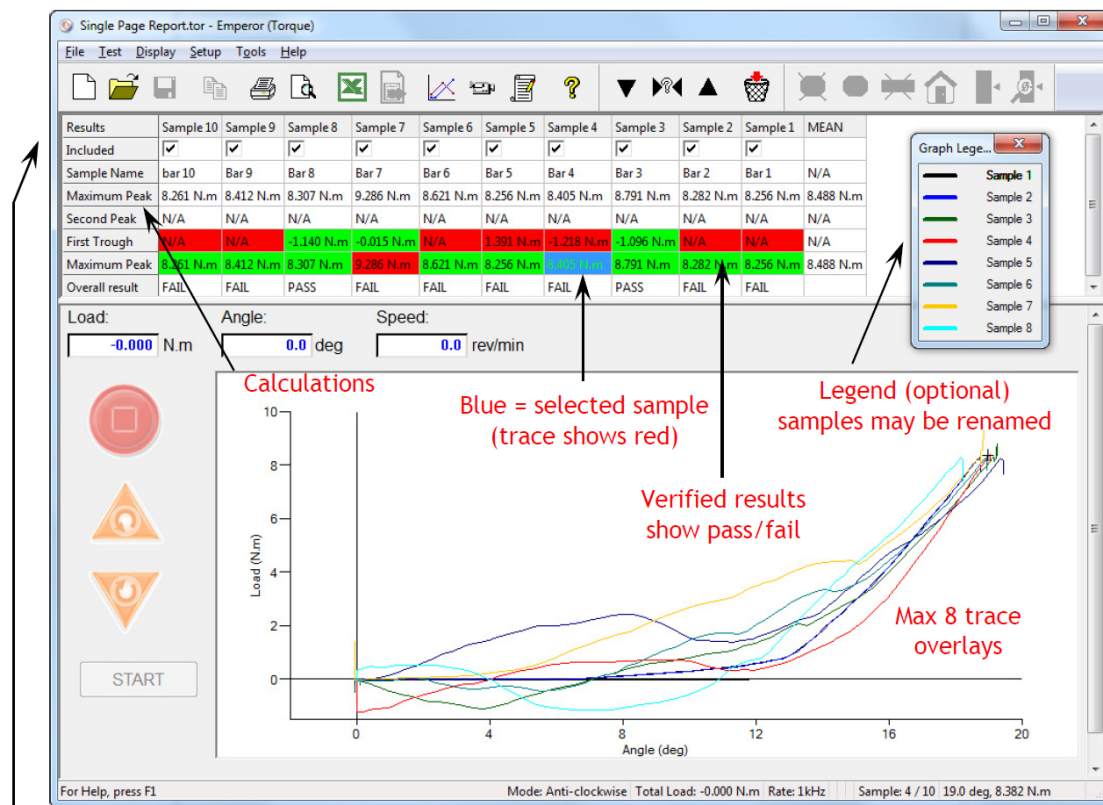 Single Page Report.tor - Emperor (Torque)
File Test Display Setup Tools Help
Results Sample 10 Sample 9 Sample 8 Sample 7 Sample 6 Sample 5 Sample 4 Sample 3 Sample 2 Sample 1 MEAN
Included
Sample Name bar 10 Bar 9 Bar 8 Bar 7 Bar 6 Bar 5 Bar 4 Bar 3 Bar 2 Bar 1 N/A
Maximum Peak 8.261 N.m 8.412 N.m 8.307 N.m 9.286 N.m 8.621 N.m 8.256 N.m 8.405 N.m 8.791 N.m 8.282 N.m 8.256 N.m 8.488 N.m
Second Peak N/A N/A N/A N/A N/A N/A N/A N/A N/A N/A N/A
First Trough N/A N/A -1.140 N.m -0.015 N.m N/A 1.391 N.m -1.218 N.m -1.096 N.m N/A N/A N/A
Maximum Peak 8.261 N.m 8.412 N.m 8.307 N.m 9.286 N.m 8.621 N.m 8.256 N.m 8.405 N.m 8.791 N.m 8.282 N.m 8.256 N.m 8.488 N.m
Overall result FAIL FAIL PASS FAIL FAIL FAIL FAIL PASS FAIL FAIL
Graph Lege...
Sample 1
Sample 2
Sample 3
Sample 4
Sample 5
Sample 6
Sample 7
Sample 8
Load: Angle: Speed:
-0.000 N.m 0.0 deg 0.0 rev/min
Calculations
Blue = selected sample
(trace shows red)
Legend (optional)
samples may be renamed
Verified results
show pass/fail
Max 8 trace
overlays
START
Load (N.m)
10
8
6
4
2
0
0 4 8 12 16 20
Angle (deg)
For Help, press F1 Mode: Anti-clockwise Total Load: -0.000 N.m Rate: 1kHz Sample: 4 / 10 19.0 deg, 8.382 N.m